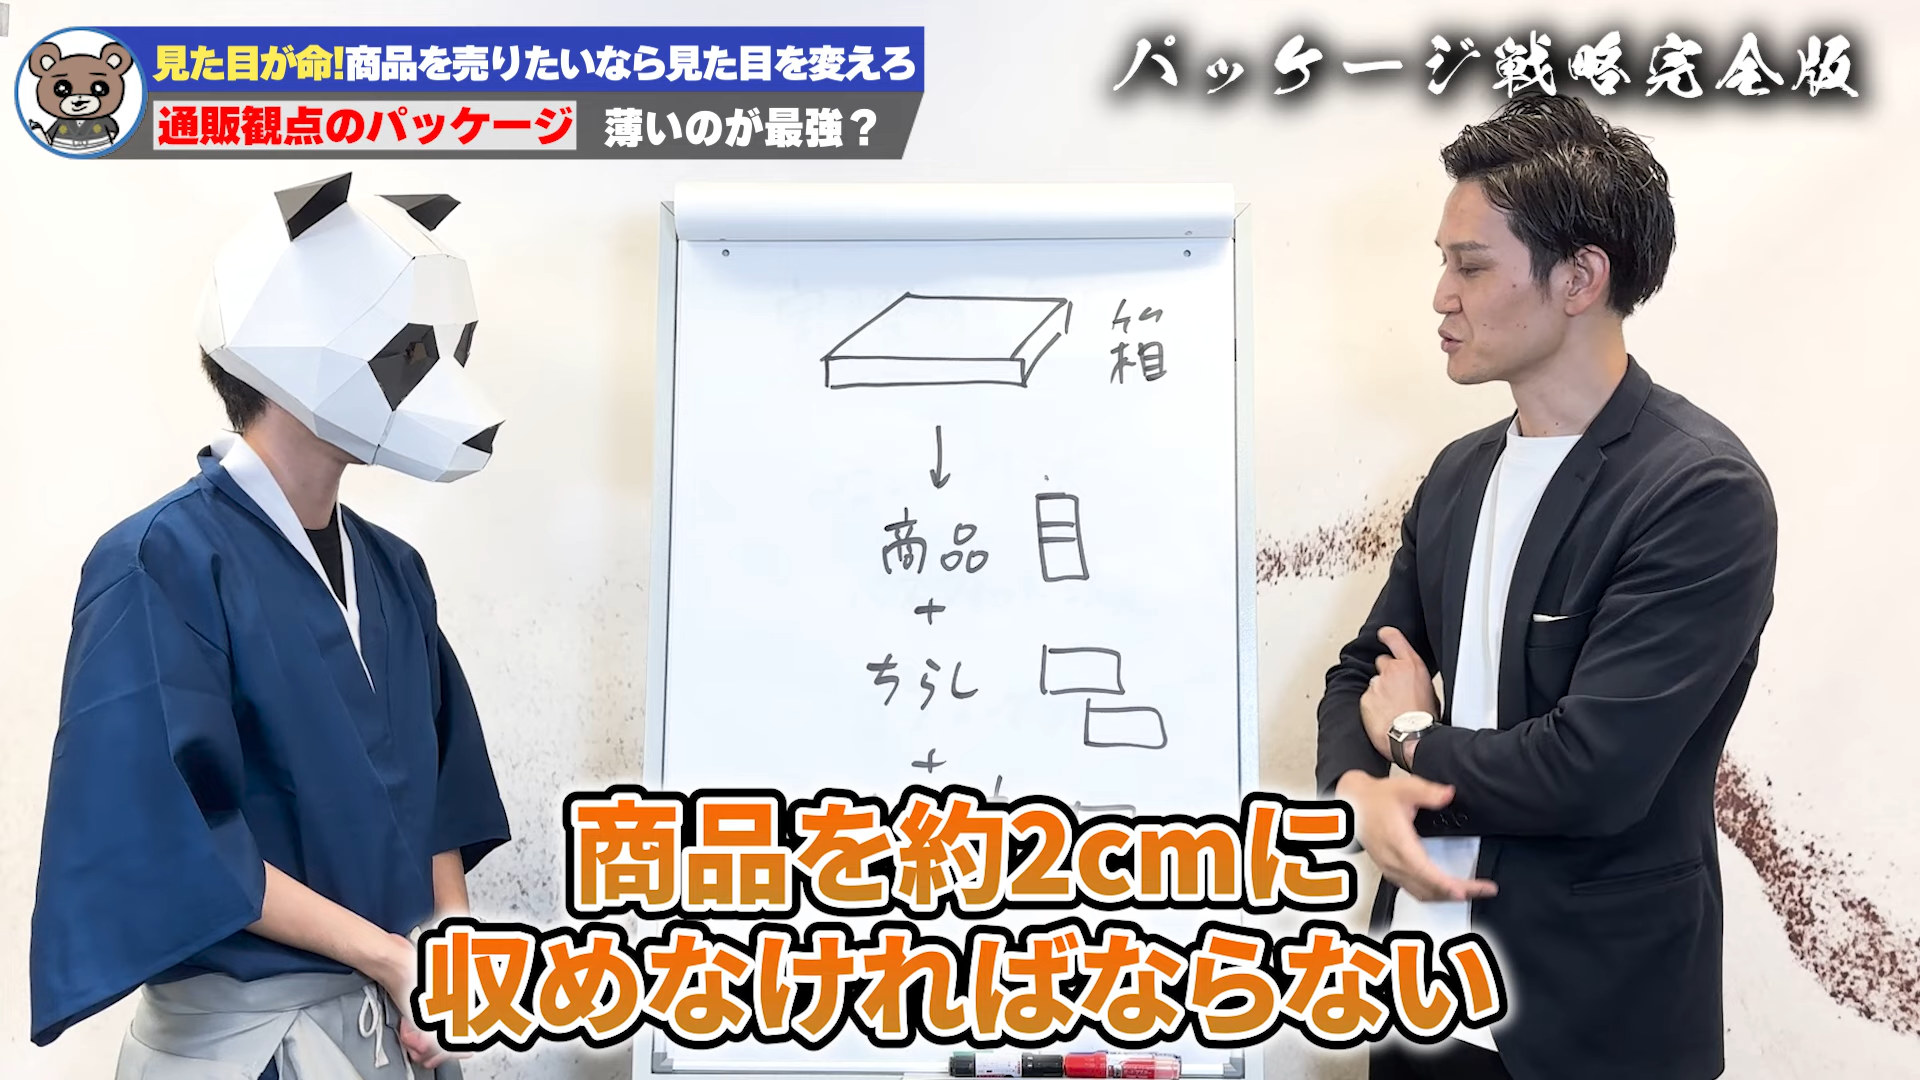 見た目が命!商品を売りたいなら見た目を変えろ
通販観点のパッケージ 薄いのが最強？
パッケージ戦略完全版
箱
商品
+
ちらし
+
商品を約2cmに
収めなければならない